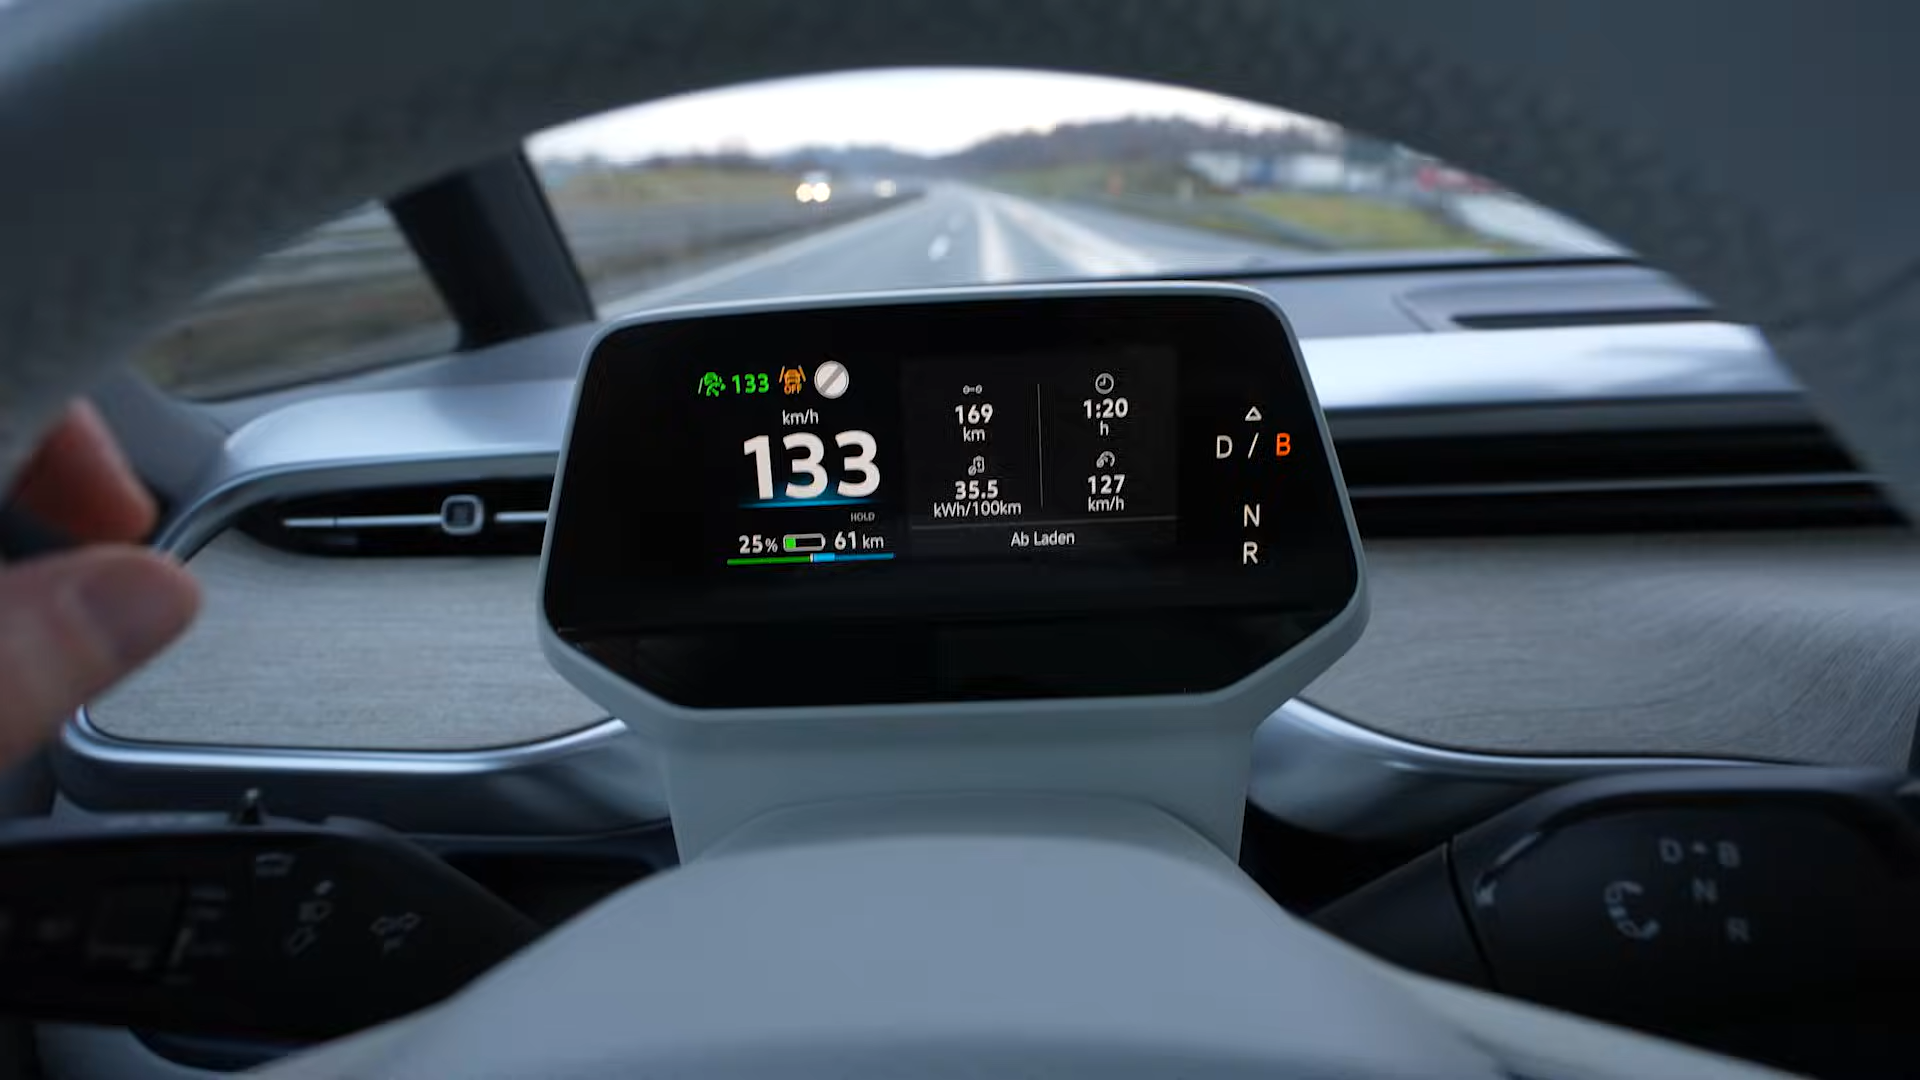 133
OFF
km/h
133
HOLD
25% 61 km
169
km
1:20
h
35.5
kWh/100km
127
km/h
Ab Laden
D / B
N
R
D B
N
R